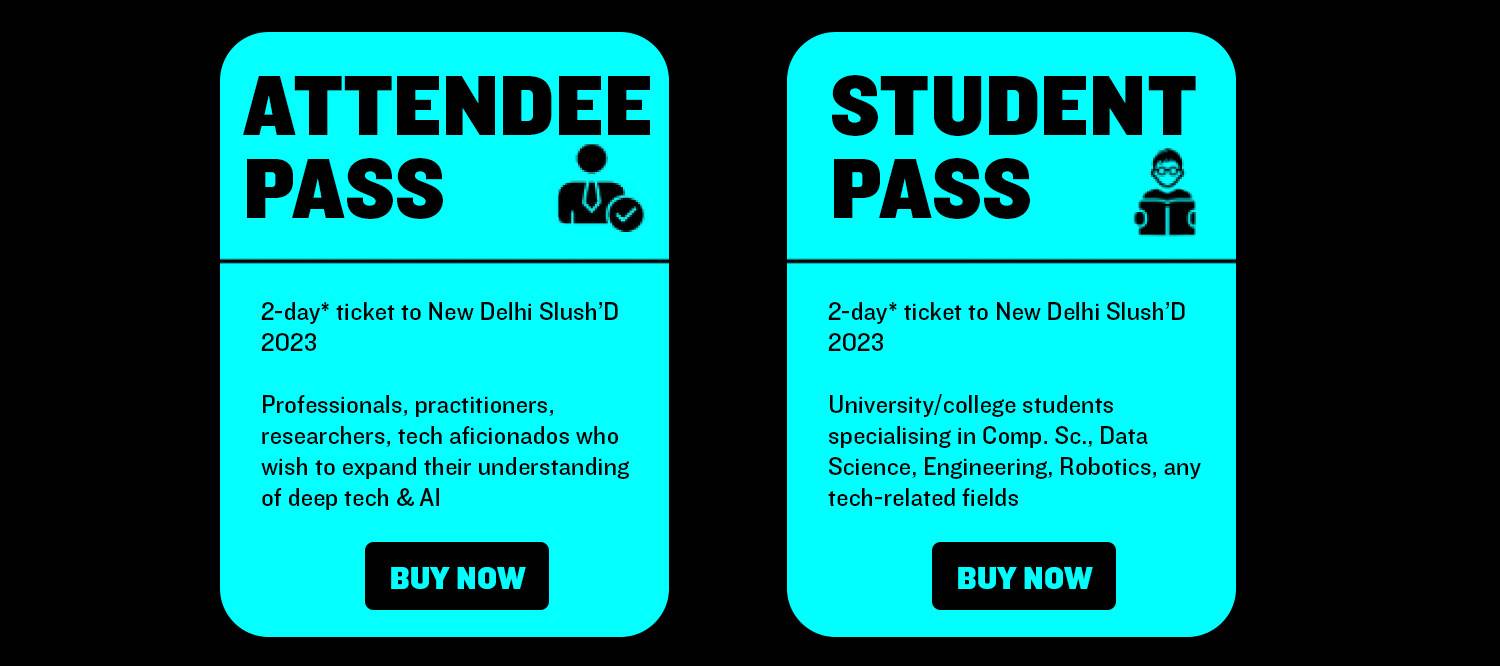 ATTENDEE
PASS
2-day* ticket to New Delhi Slush’D
2023
Professionals, practitioners,
researchers, tech aficionados who
wish to expand their understanding
of deep tech & AI
BUY NOW
STUDENT
PASS
2-day* ticket to New Delhi Slush’D
2023
University/college students
specialising in Comp. Sc., Data
Science, Engineering, Robotics, any
tech-related fields
BUY NOW